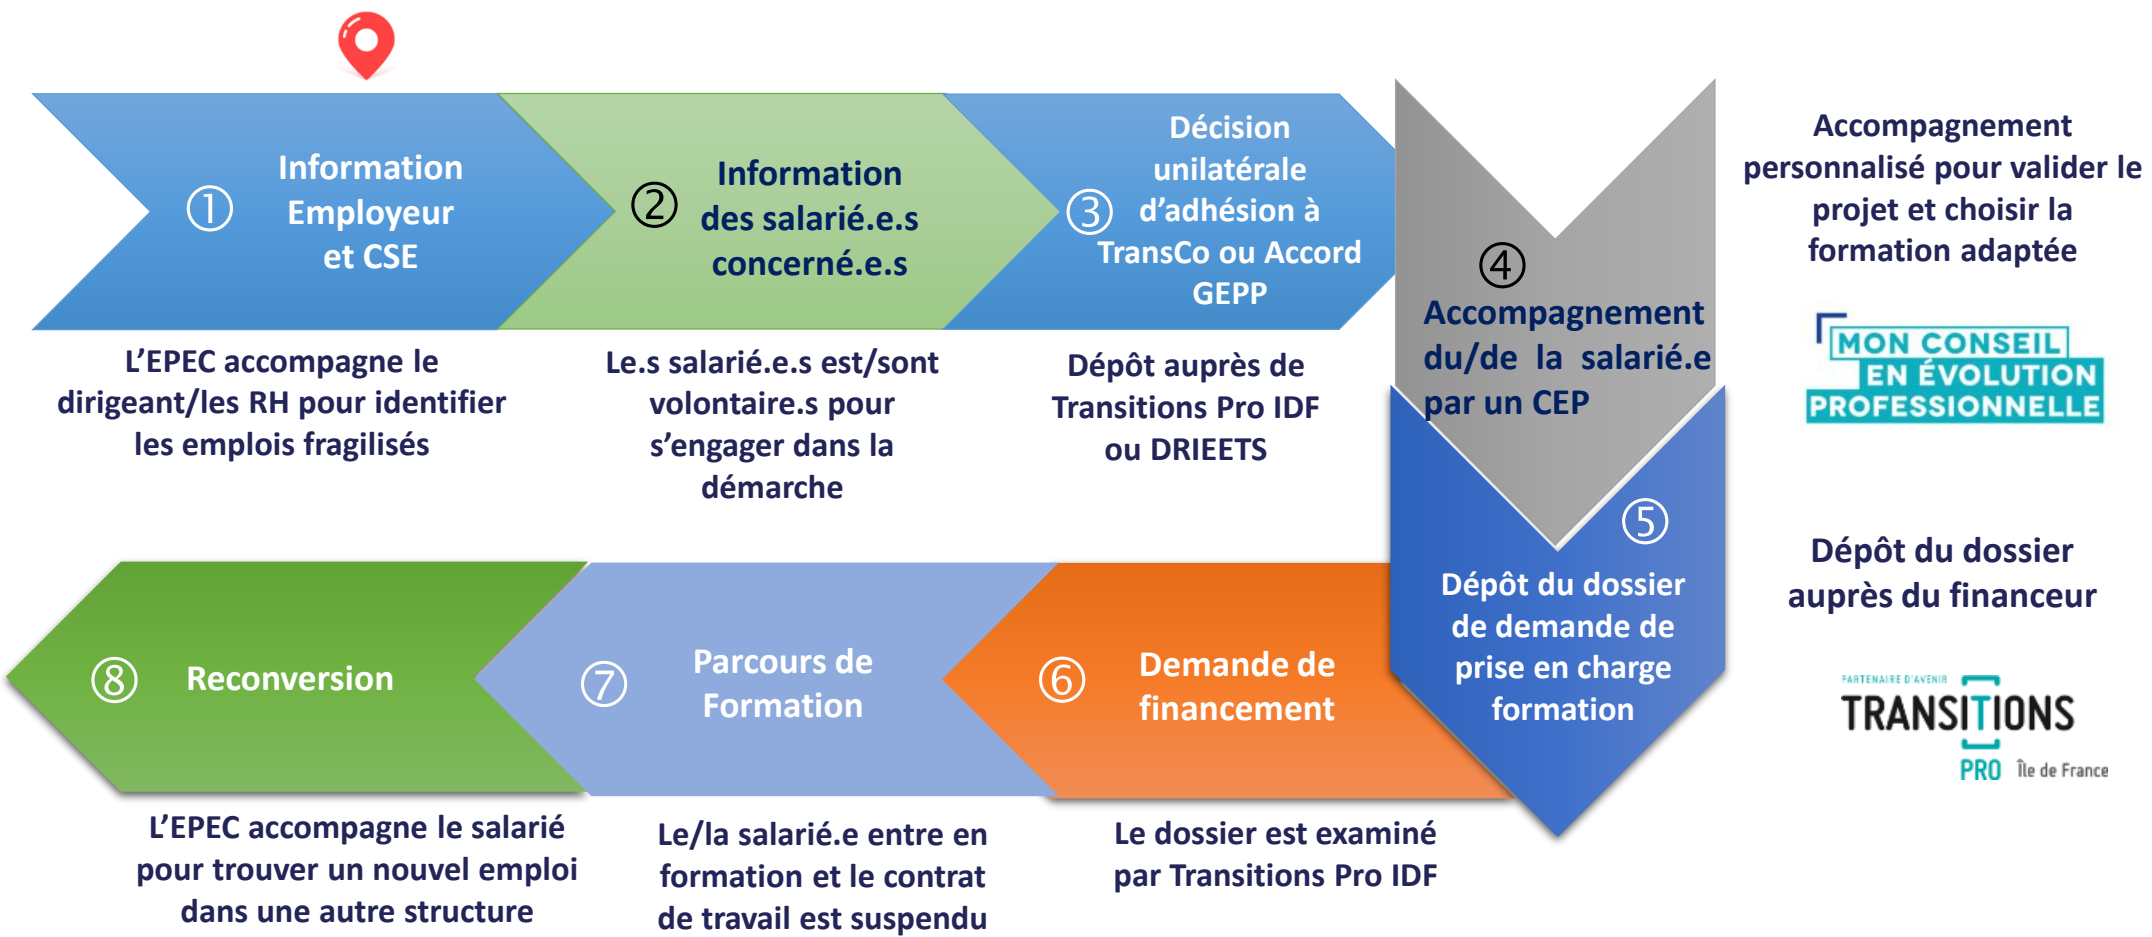 ①
Information
Employeur
et CSE
L’EPEC accompagne le
dirigeant/les RH pour identifier
les emplois fragilisés
②
Information
des salarié.e.s
concerné.e.s
Le.s salarié.e.s est/sont
volontaire.s pour
s’engager dans la
démarche
③
Décision
unilatérale
d’adhésion à
TransCo ou Accord
GEPP
Dépôt auprès de
Transitions Pro IDF
ou DRIEETS
④
Accompagnement
du/de la salarié.e
par un CEP
Accompagnement
personnalisé pour valider le
projet et choisir la
formation adaptée
MON CONSEIL
EN ÉVOLUTION
PROFESSIONNELLE
⑤
Dépôt du dossier
de demande de
prise en charge
formation
Dépôt du dossier
auprès du financeur
PARTENAIRE D'AVENIR
TRANSITIONS
PRO Île de France
⑥
Demande de
financement
Le dossier est examiné
par Transitions Pro IDF
⑦
Parcours de
Formation
Le/la salarié.e entre en
formation et le contrat
de travail est suspendu
⑧
Reconversion
L’EPEC accompagne le salarié
pour trouver un nouvel emploi
dans une autre structure